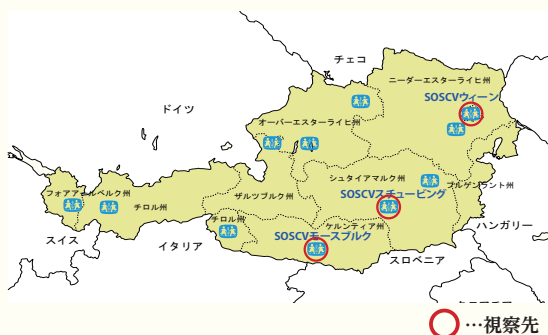 チェコ
ニーダーエスターライヒ州
SOSCVウィーン
ドイツ
オーバーエスターライヒ州
シュタイアマルク州
ブルゲンラント州
フォアアールベルク州
チロル州
ザルツブルク州
SOSCVスチュービング
チロル州
ケルンティア州
SOSCVモースブルク
ハンガリー
スイス
イタリア
スロベニア
…視察先